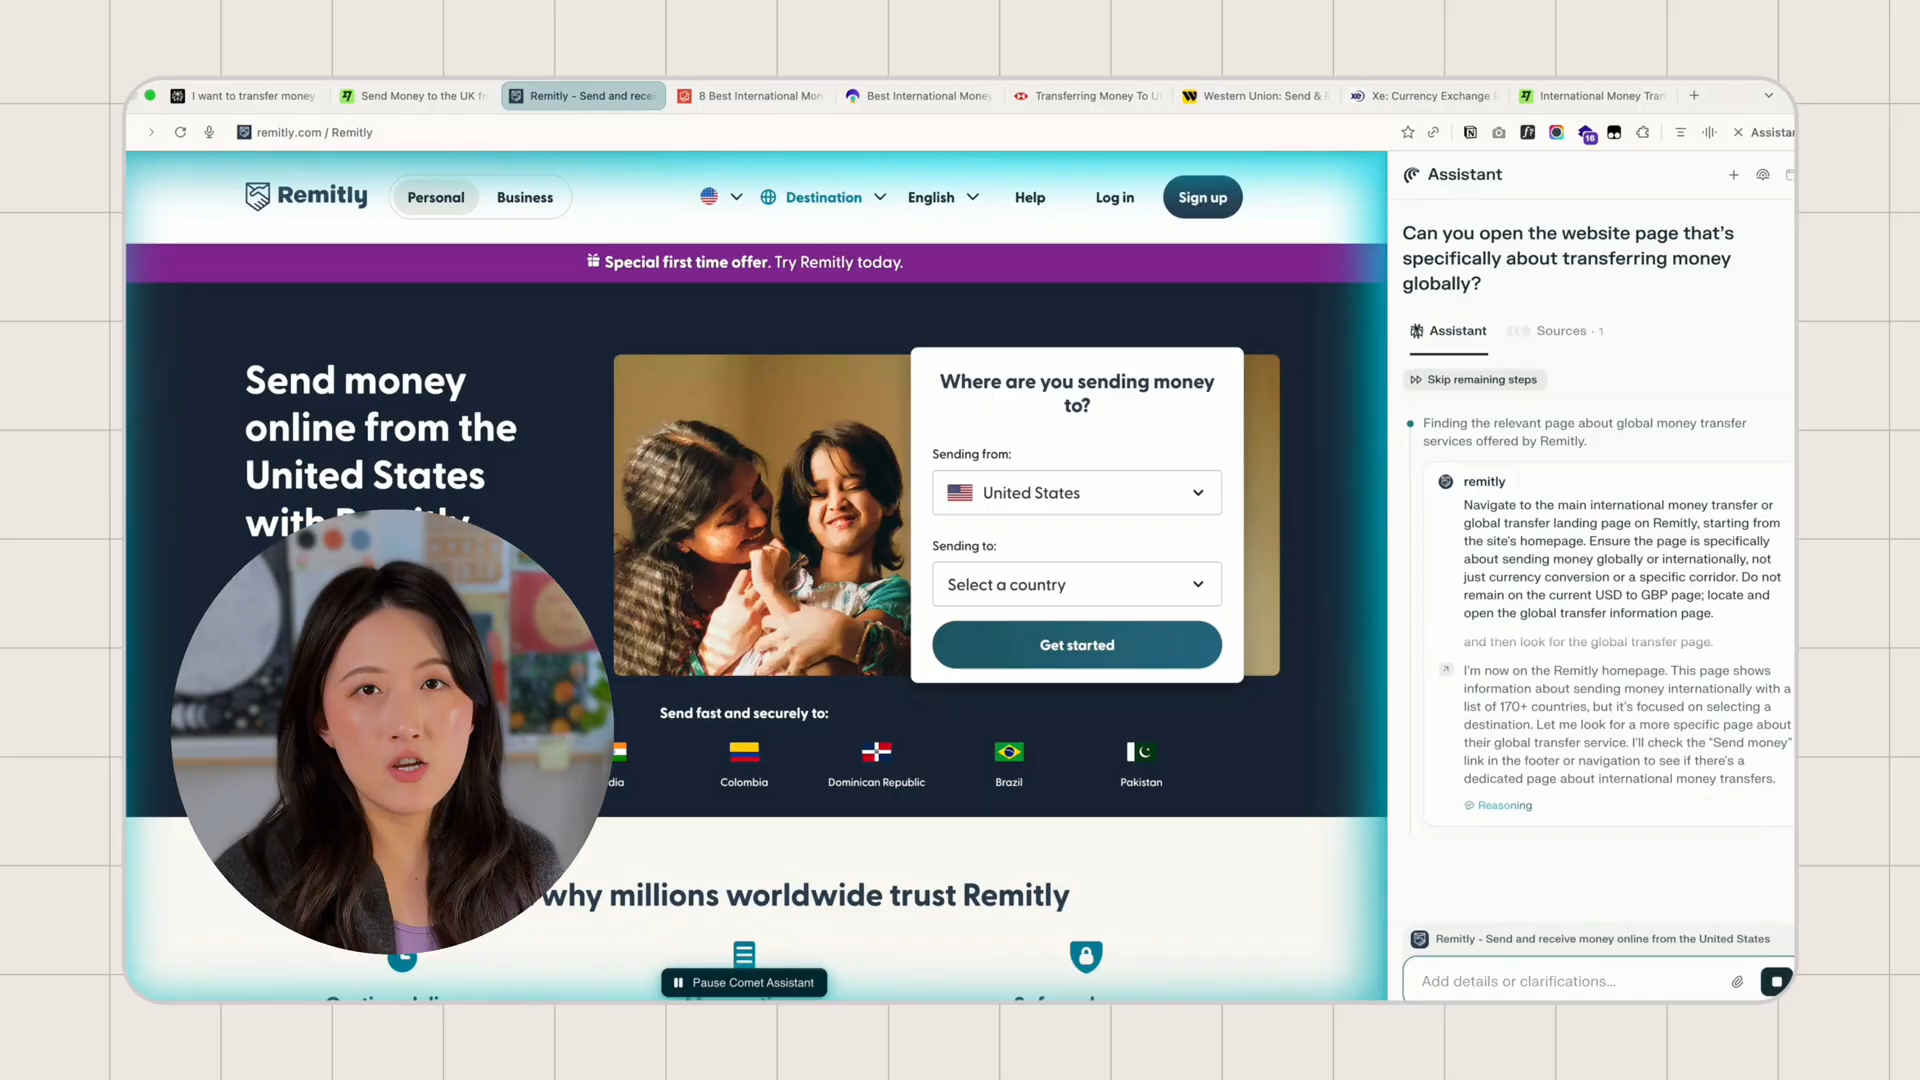 I want to transfer money
Send Money to the UK fr
Remitly - Send and rece
8 Best International Mon
Best International Money
Transferring Money To U
Western Union: Send & R
Xe: Currency Exchange
International Money Tran
remitly.com / Remitly
16
Assistan
Remitly
Personal
Business
Destination
English
Help
Log in
Sign up
Special first time offer. Try Remitly today.
Send money
online from the
United States
with Remitly
Where are you sending money
to?
Sending from:
United States
Sending to:
Select a country
Get started
Send fast and securely to:
dia
Colombia
Dominican Republic
Brazil
Pakistan
why millions worldwide trust Remitly
Pause Comet Assistant
Assistant
Can you open the website page that's
specifically about transferring money
globally?
Assistant
Sources · 1
Skip remaining steps
Finding the relevant page about global money transfer
services offered by Remitly.
remitly
Navigate to the main international money transfer or
global transfer landing page on Remitly, starting from
the site's homepage. Ensure the page is specifically
about sending money globally or internationally, not
just currency conversion or a specific corridor. Do not
remain on the current USD to GBP page; locate and
open the global transfer information page.
and then look for the global transfer page.
I'm now on the Remitly homepage. This page shows
information about sending money internationally with a
list of 170+ countries, but it's focused on selecting a
destination. Let me look for a more specific page about
their global transfer service. I'll check the "Send money"
link in the footer or navigation to see if there's a
dedicated page about international money transfers.
Reasoning
Remitly - Send and receive money online from the United States
Add details or clarifications...